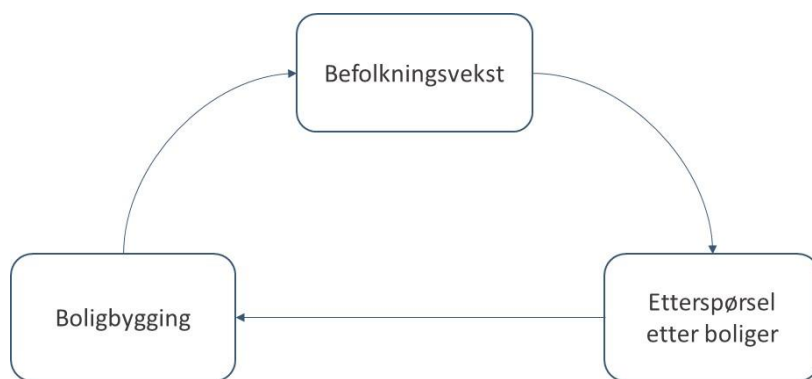 Befolkningsvekst
Boligbygging
Etterspørsel
etter boliger